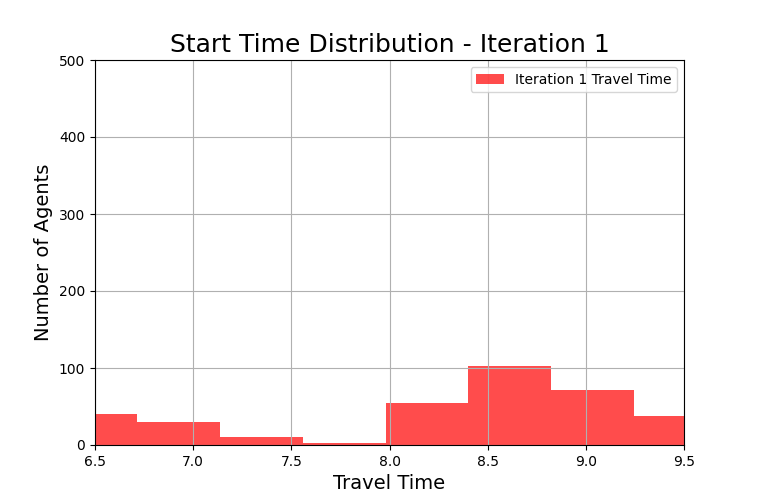 Start Time Distribution - Iteration 1
500
400
300
200
100
0
Number of Agents
Iteration 1 Travel Time
6.5 7.0 7.5 8.0 8.5 9.0 9.5
Travel Time